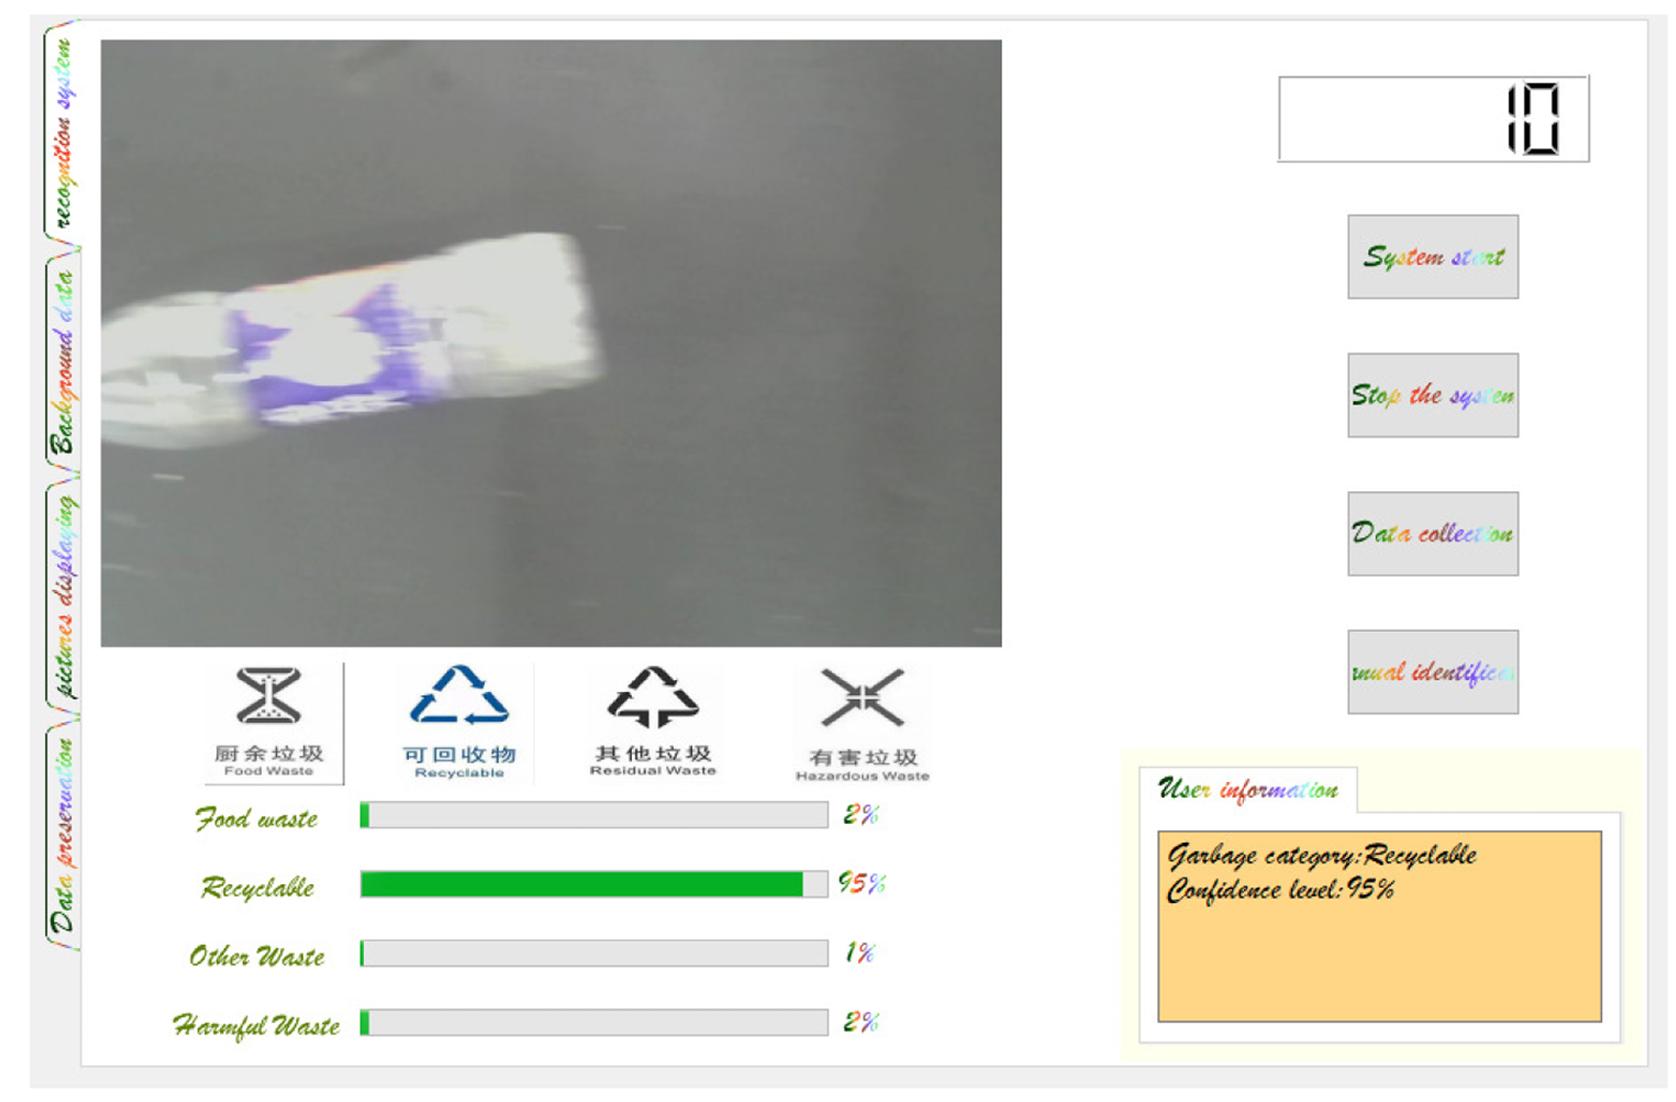 recognition system
Background data
pictures displaying
Data preservation
10
System start
Stop the system
Data collection
nual identifica
厨余垃圾
Food Waste
可回收物
Recyclable
其他垃圾
Residual Waste
有害垃圾
Hazardous Waste
Food waste
2%
Recyclable
95%
Other Waste
1%
Harmful Waste
2%
User information
Garbage category:Recyclable
Confidence level:95%